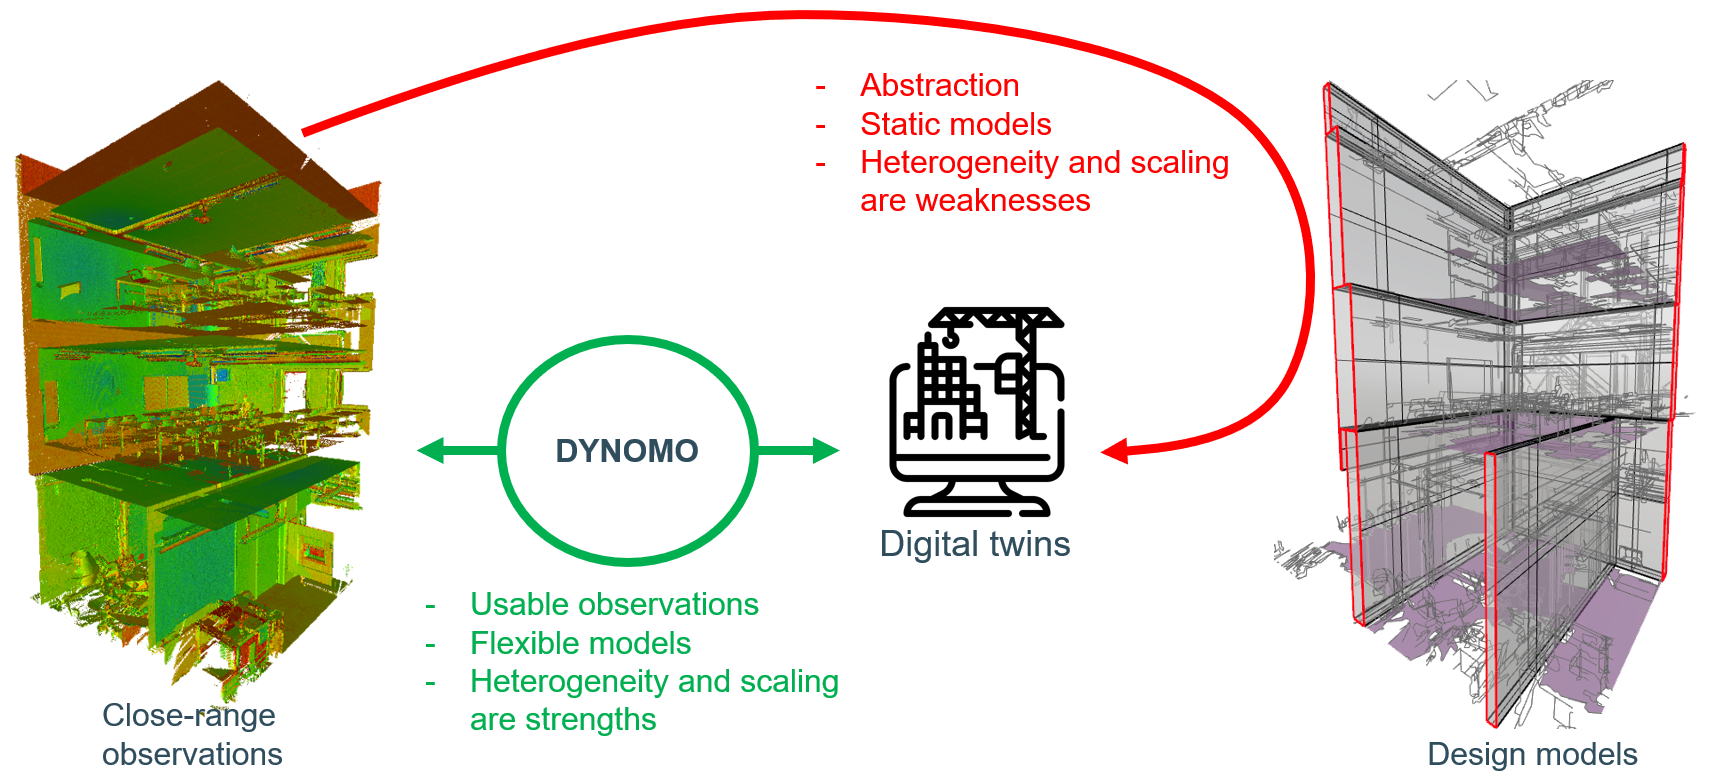 - Abstraction
- Static models
- Heterogeneity and scaling
are weaknesses
DYNOMO
Digital twins
- Usable observations
- Flexible models
- Heterogeneity and scaling
are strengths
Close-range
observations
Design models